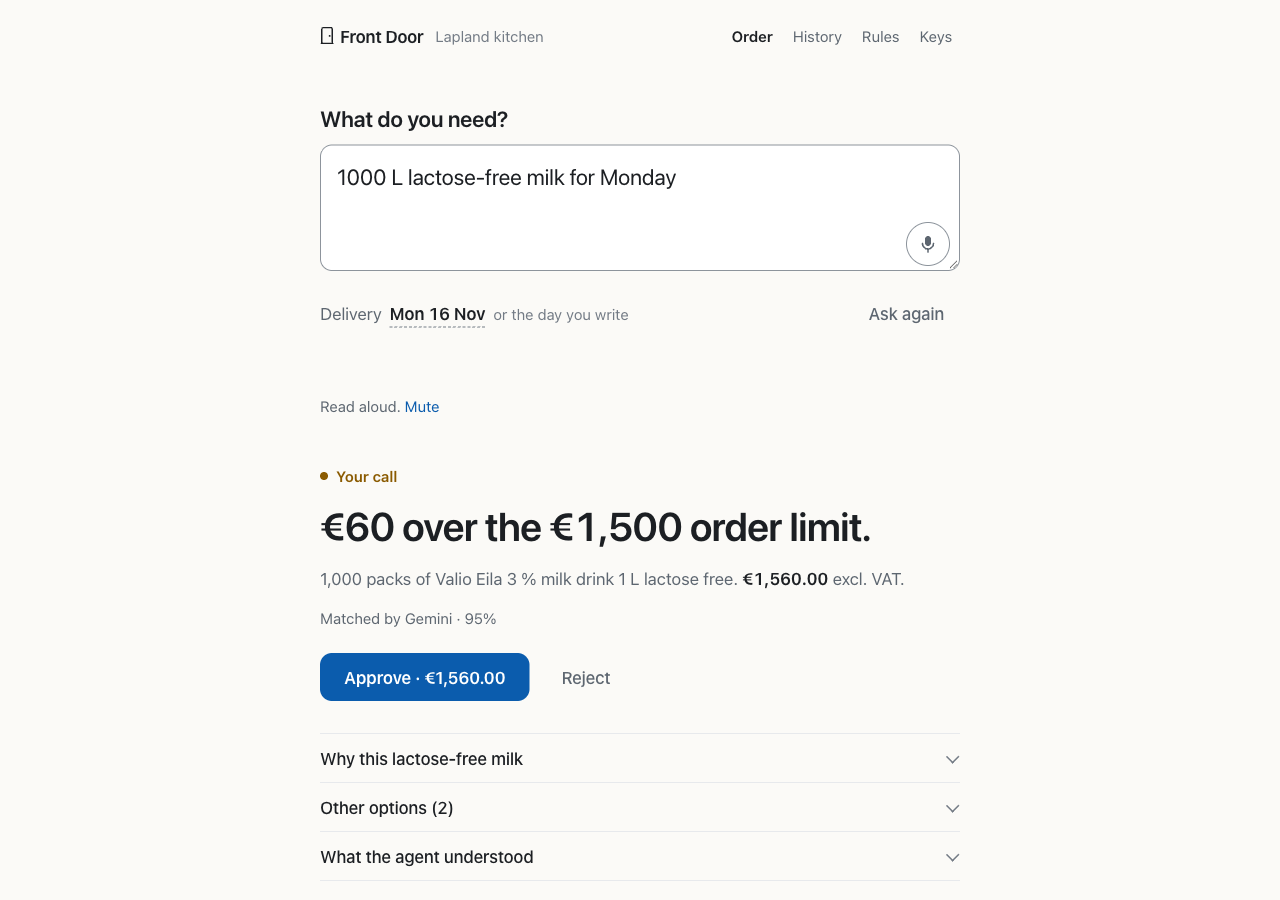 Front Door Lapland kitchen Order History Rules Keys
What do you need?
1000 L lactose-free milk for Monday
Delivery Mon 16 Nov or the day you write Ask again
Read aloud. Mute
Your call
€60 over the €1,500 order limit.
1,000 packs of Valio Eila 3 % milk drink 1 L lactose free. €1,560.00 excl. VAT.
Matched by Gemini · 95%
Approve · €1,560.00 Reject
Why this lactose-free milk
Other options (2)
What the agent understood